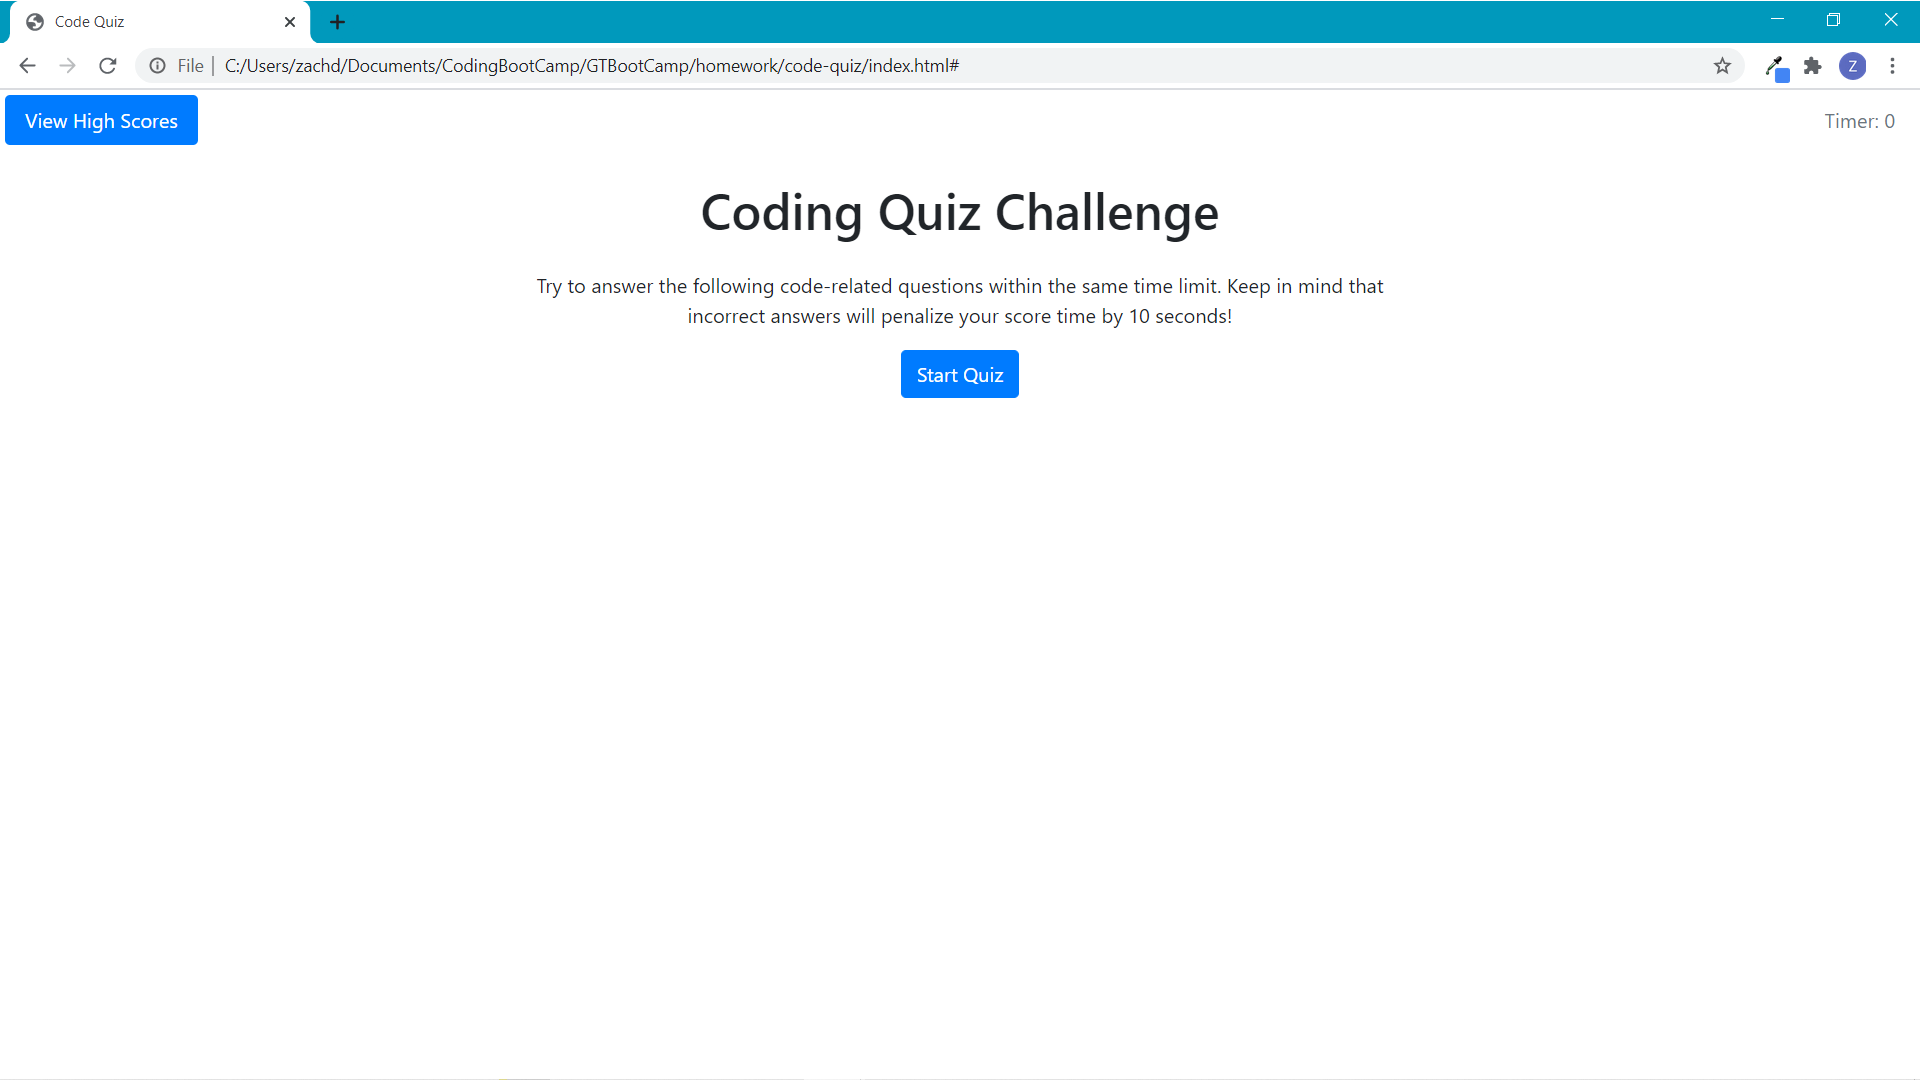 Code Quiz
File | C:/Users/zachd/Documents/CodingBootCamp/GTBootCamp/homework/code-quiz/index.html#
Z
View High Scores
Timer: 0
Coding Quiz Challenge
Try to answer the following code-related questions within the same time limit. Keep in mind that
incorrect answers will penalize your score time by 10 seconds!
Start Quiz